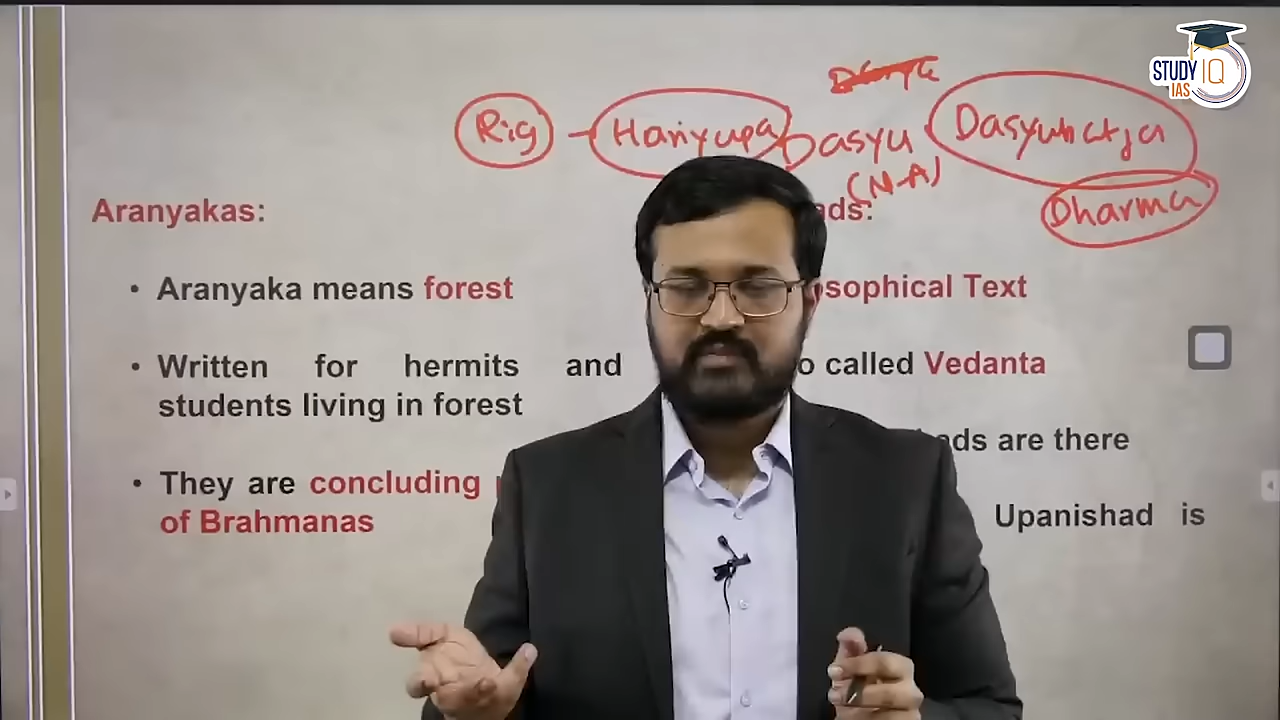 STUDY IQ
IAS
Rig - Hariyupa Dasyu Dasyuhatya
(N-A)
Dharma
Aranyakas:
ads:
• Aranyaka means forest
osophical Text
• Written for hermits and
students living in forest
o called Vedanta
ads are there
• They are concluding
of Brahmanas
Upanishad is